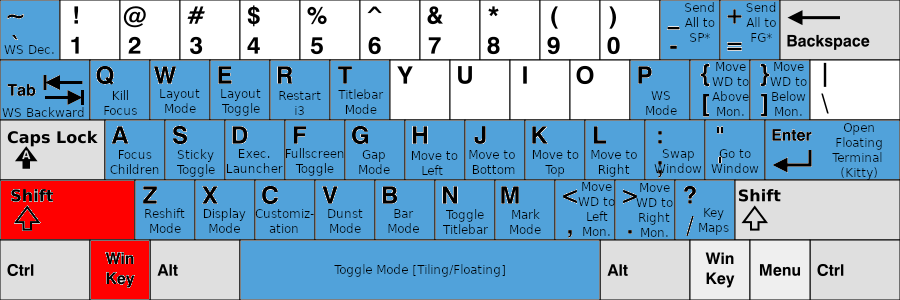 ~ ` WS Dec.
! 1
@ 2
# 3
$ 4
% 5
^ 6
& 7
* 8
( 9
) 0
_ - Send All to SP*
+ = Send All to FG*
Backspace
Tab WS Backward
Q Kill Focus
W Layout Mode
E Layout Toggle
R Restart i3
T Titlebar Mode
Y
U
I
O
P WS Mode
{ [ Move WD to Above Mon.
} ] Move WD to Below Mon.
| \
Caps Lock A
A Focus Children
S Sticky Toggle
D Exec. Launcher
F Fullscreen Toggle
G Gap Mode
H Move to Left
J Move to Bottom
K Move to Top
L Move to Right
: ; Swap Window
" ' Go to Window
Enter Open Floating Terminal (Kitty)
Shift
Z Reshift Mode
X Display Mode
C Customiz-ation
V Dunst Mode
B Bar Mode
N Toggle Titlebar
M Mark Mode
< , Move WD to Left Mon.
> . Move WD to Right Mon.
? / Key Maps
Shift
Ctrl
Win Key
Alt
Toggle Mode [Tiling/Floating]
Alt
Win Key
Menu
Ctrl